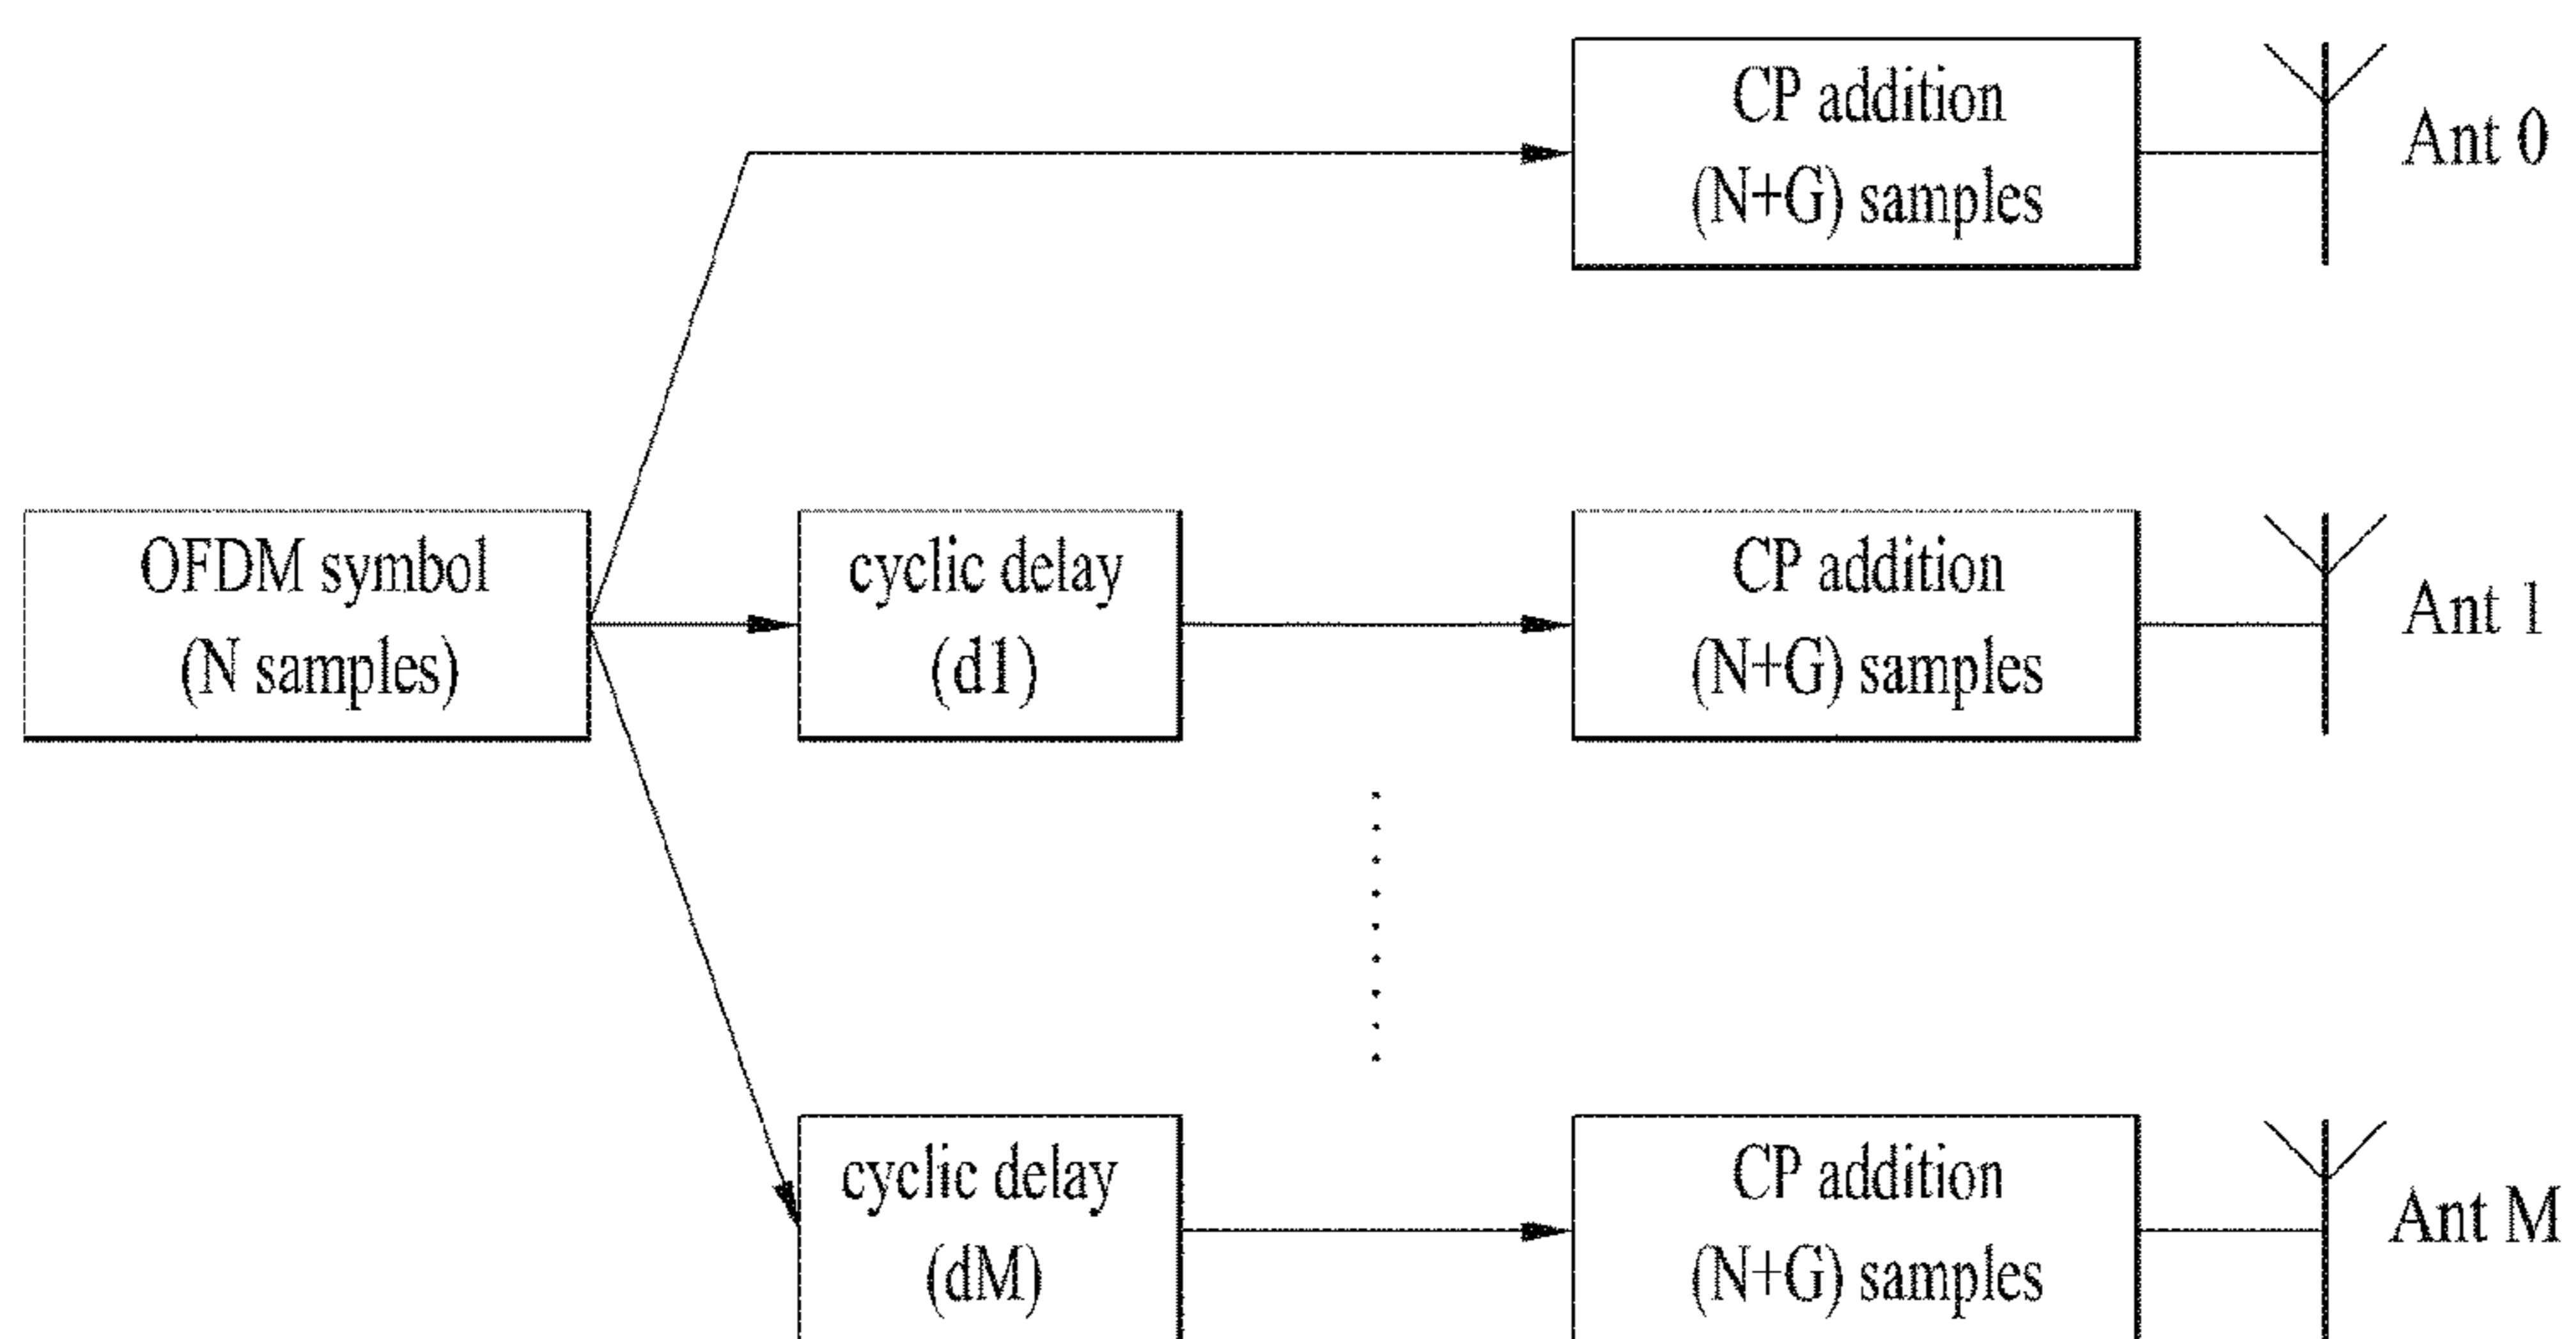 CP addition
(N+G) samples
Ant 0
OFDM symbol
(N samples)
cyclic delay
(d1)
CP addition
(N+G) samples
Ant 1
cyclic delay
(dM)
CP addition
(N+G) samples
Ant M